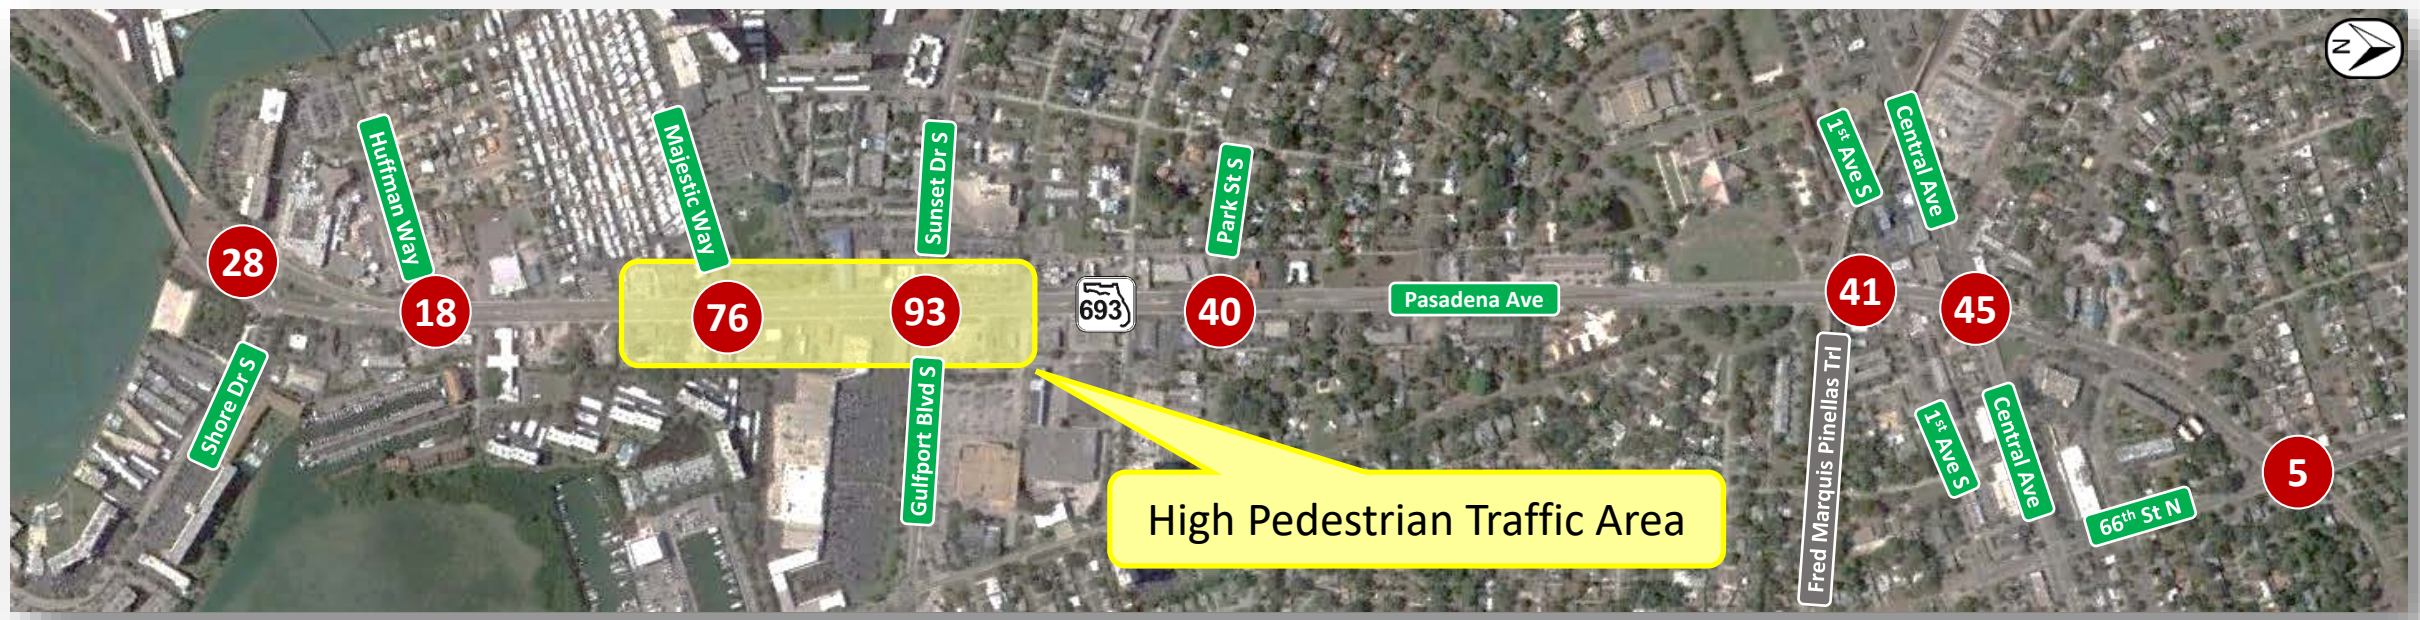 N
Huffman Way
Majestic Way
Sunset Dr S
Park St S
1st Ave S
Central Ave
28
18
76
93
693
40
Pasadena Ave
41
45
Shore Dr S
Gulfport Blvd S
Fred Marquis Pinellas Trl
1st Ave S
Central Ave
66th St N
5
High Pedestrian Traffic Area